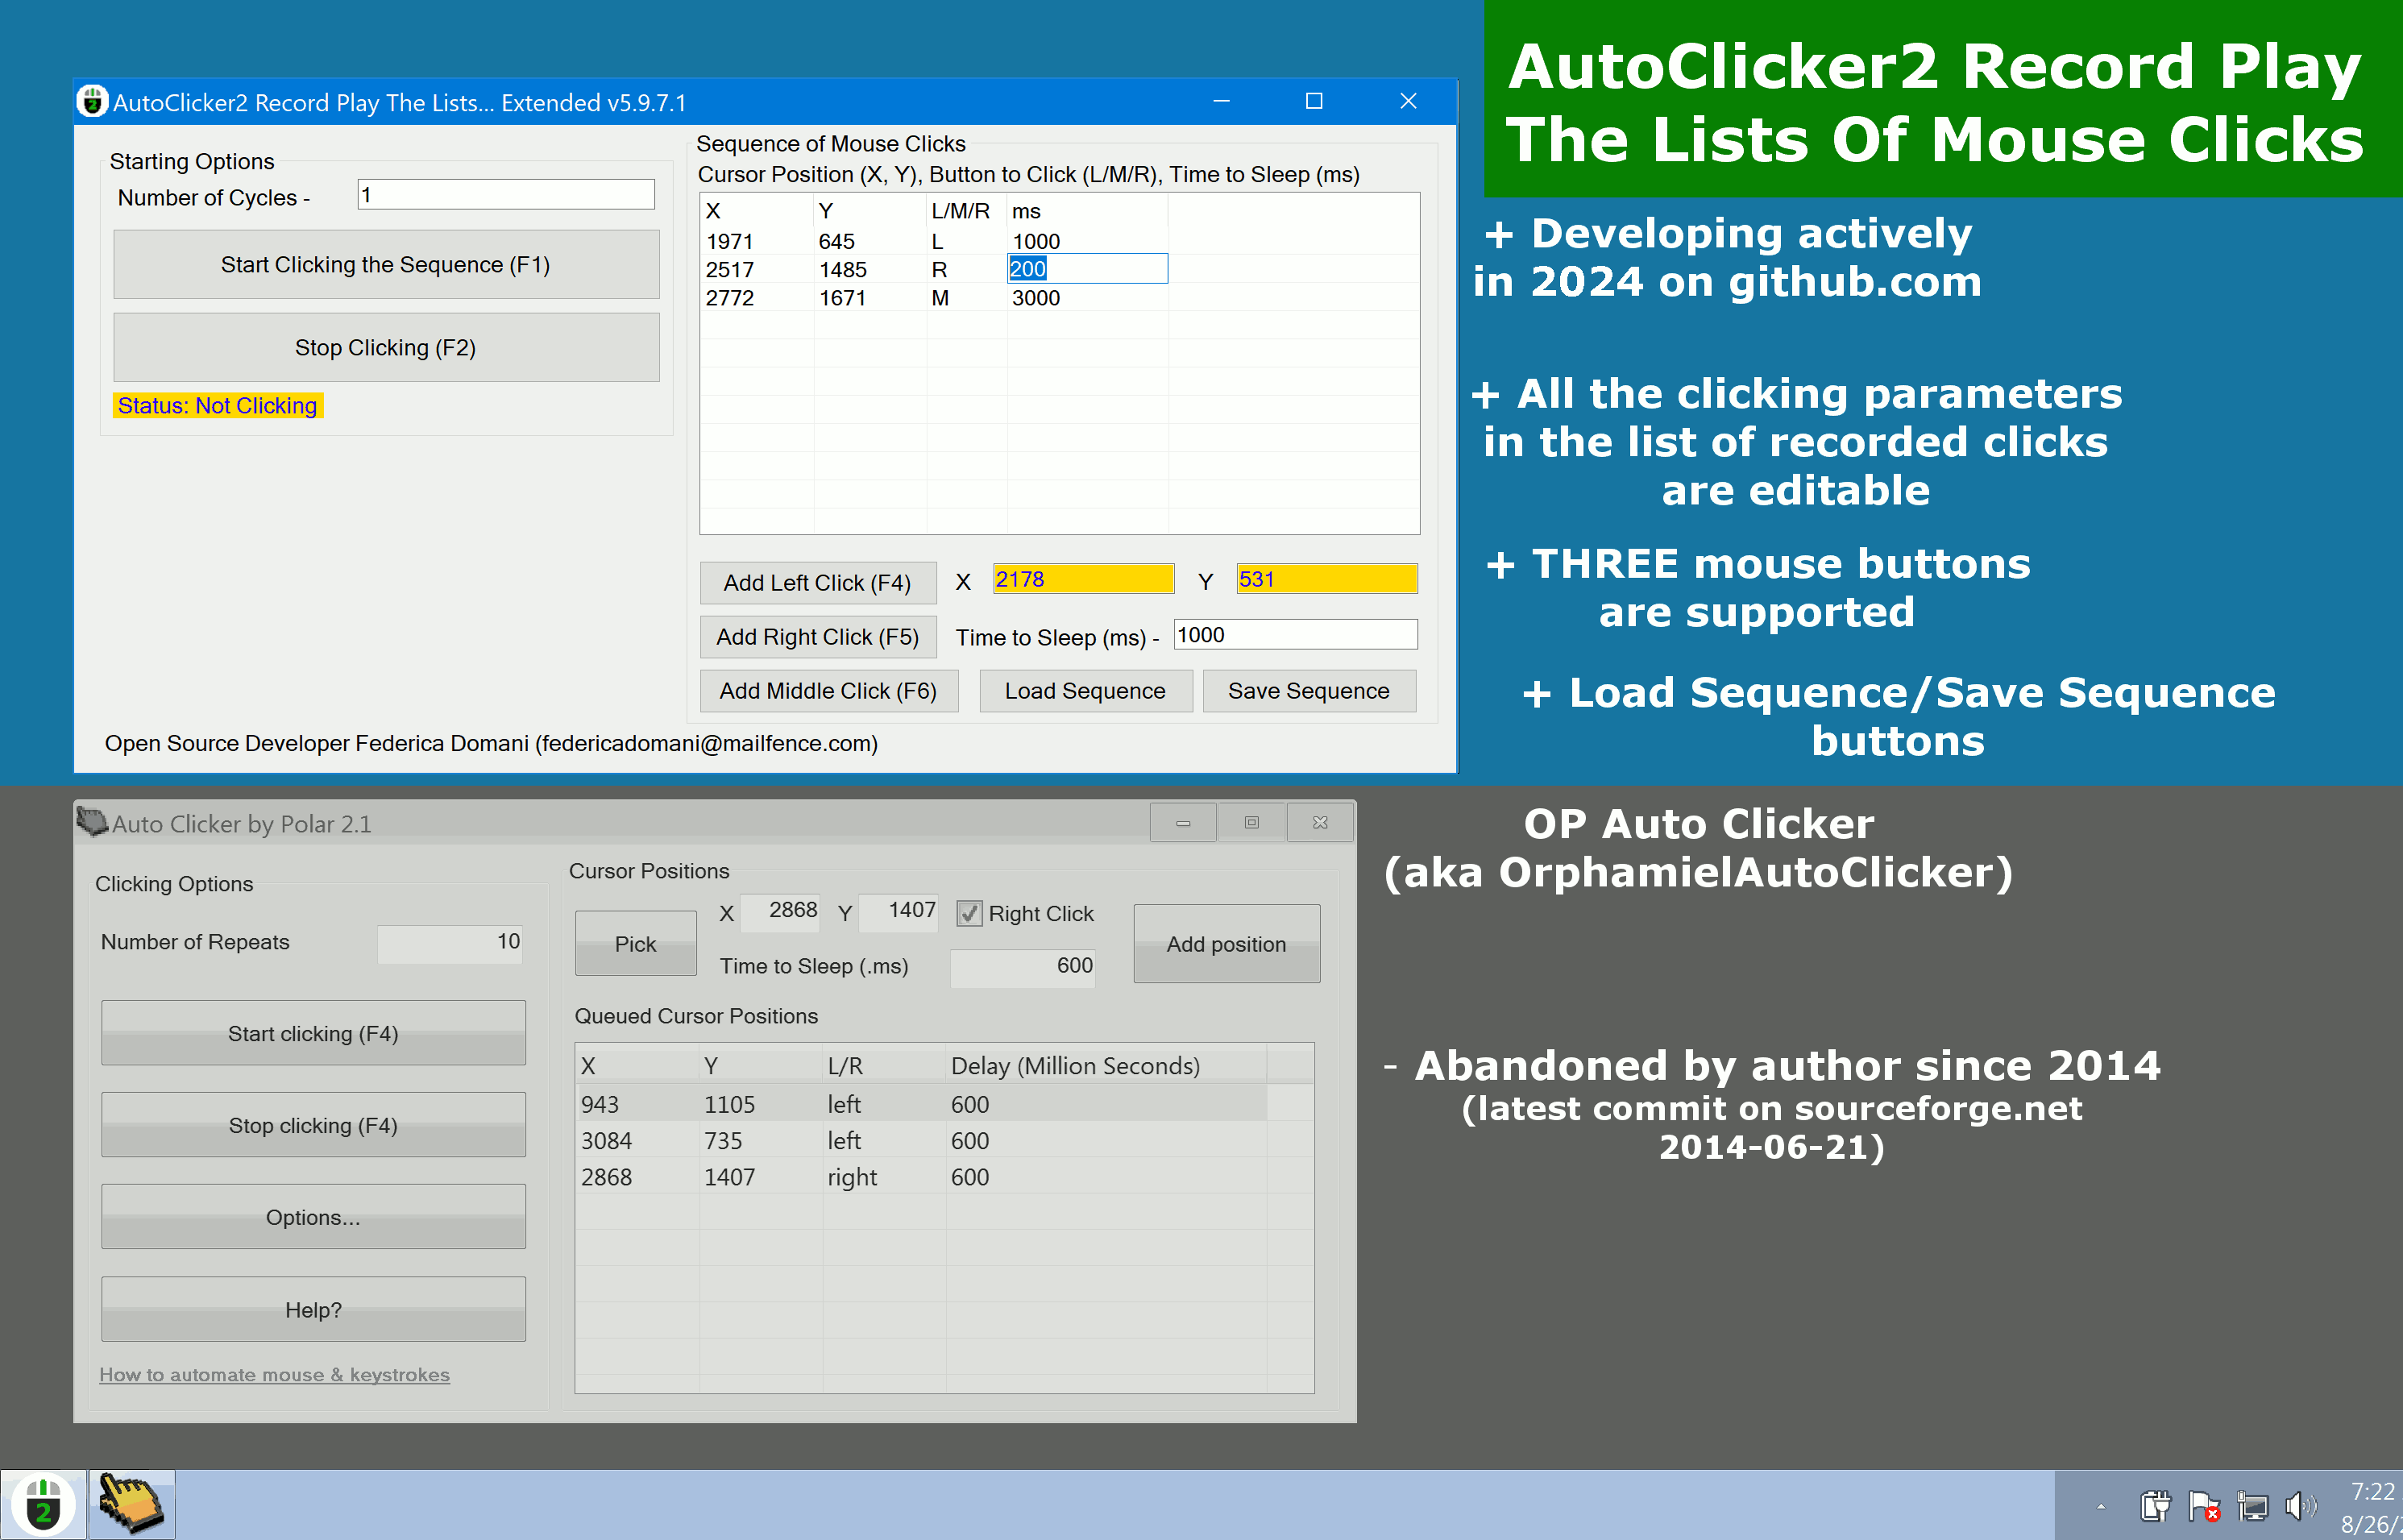 AutoClicker2 Record Play The Lists... Extended v5.9.7.1
Starting Options
Number of Cycles -
1
Start Clicking the Sequence (F1)
Stop Clicking (F2)
Status: Not Clicking
Sequence of Mouse Clicks
Cursor Position (X, Y), Button to Click (L/M/R), Time to Sleep (ms)
X Y L/M/R ms
1971 645 L 1000
2517 1485 R 200
2772 1671 M 3000
Add Left Click (F4) X 2178 Y 531
Add Right Click (F5) Time to Sleep (ms) - 1000
Add Middle Click (F6) Load Sequence Save Sequence
Open Source Developer Federica Domani (federicadomani@mailfence.com)
AutoClicker2 Record Play
The Lists Of Mouse Clicks
+ Developing actively
in 2024 on github.com
+ All the clicking parameters
in the list of recorded clicks
are editable
+ THREE mouse buttons
are supported
+ Load Sequence/Save Sequence
buttons
Auto Clicker by Polar 2.1
Clicking Options
Number of Repeats 10
Start clicking (F4)
Stop clicking (F4)
Options...
Help?
How to automate mouse & keystrokes
Cursor Positions
Pick X 2868 Y 1407 Right Click
Time to Sleep (.ms) 600
Add position
Queued Cursor Positions
X Y L/R Delay (Million Seconds)
943 1105 left 600
3084 735 left 600
2868 1407 right 600
OP Auto Clicker
(aka OrphamielAutoClicker)
- Abandoned by author since 2014
(latest commit on sourceforge.net
2014-06-21)
2
7:22
8/26/